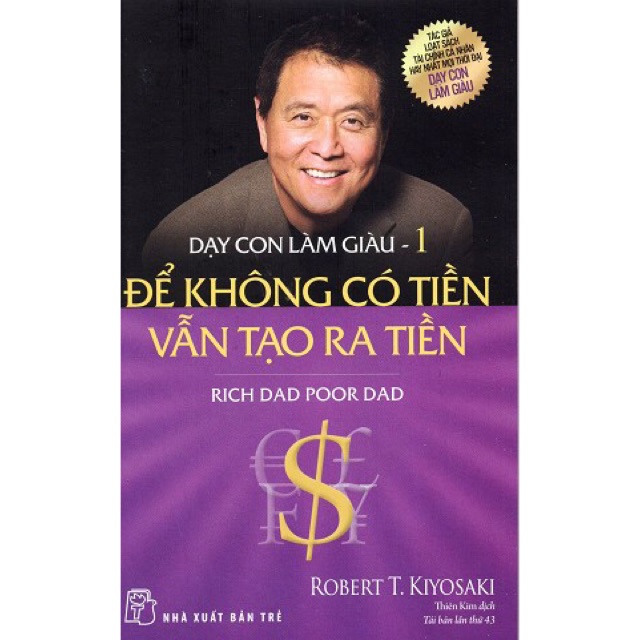 TÁC GIẢ
LOẠT SÁCH
TÀI CHÍNH CÁ NHÂN
HAY NHẤT MỌI THỜI ĐẠI
DẠY CON
LÀM GIÀU
DẠY CON LÀM GIÀU - 1
ĐỂ KHÔNG CÓ TIỀN
VẪN TẠO RA TIỀN
RICH DAD POOR DAD
$
ROBERT T. KIYOSAKI
Thiên Kim dịch
Tái bản lần thứ 43
NHÀ XUẤT BẢN TRẺ